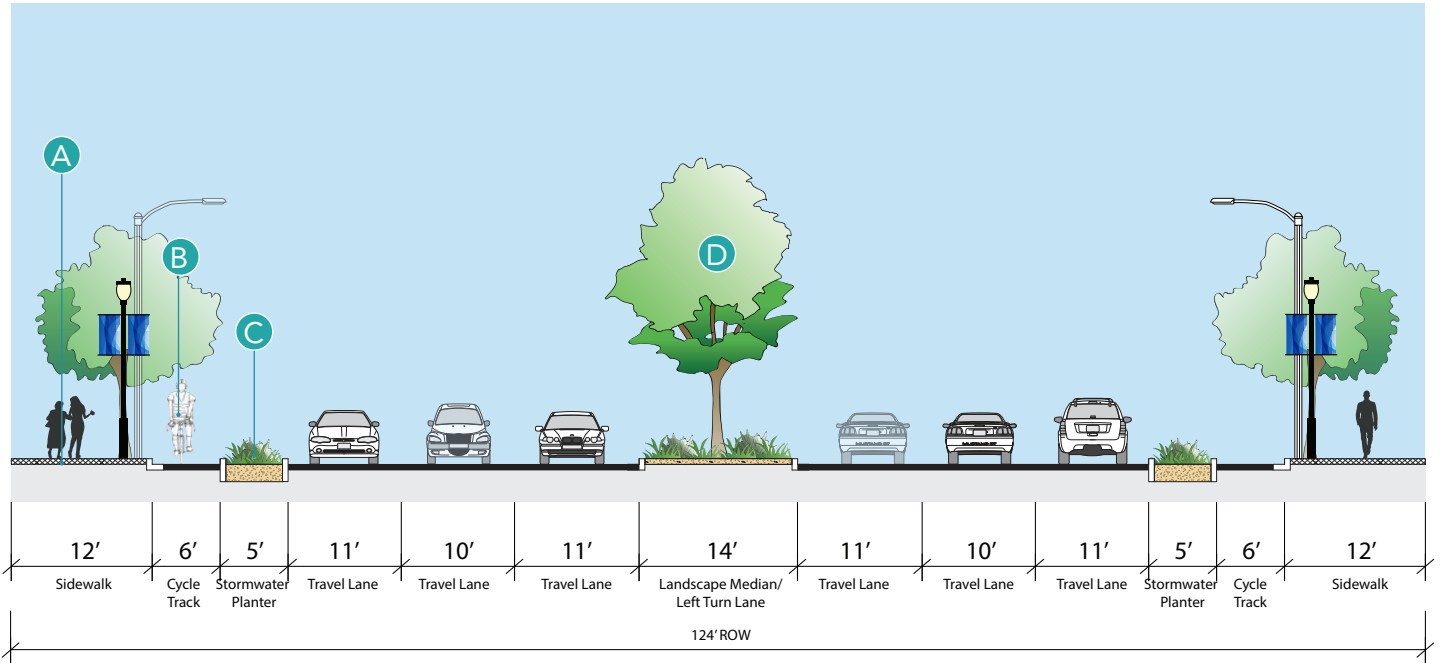 A
B
C
D
12’ 6’ 5’ 11’ 10’ 11’ 14’ 11’ 10’ 11’ 5’ 6’ 12’
Sidewalk
Cycle
Track
Stormwater
Planter
Travel Lane
Travel Lane
Travel Lane
Landscape Median/
Left Turn Lane
Travel Lane
Travel Lane
Travel Lane
Stormwater
Planter
Cycle
Track
Sidewalk
124’ ROW